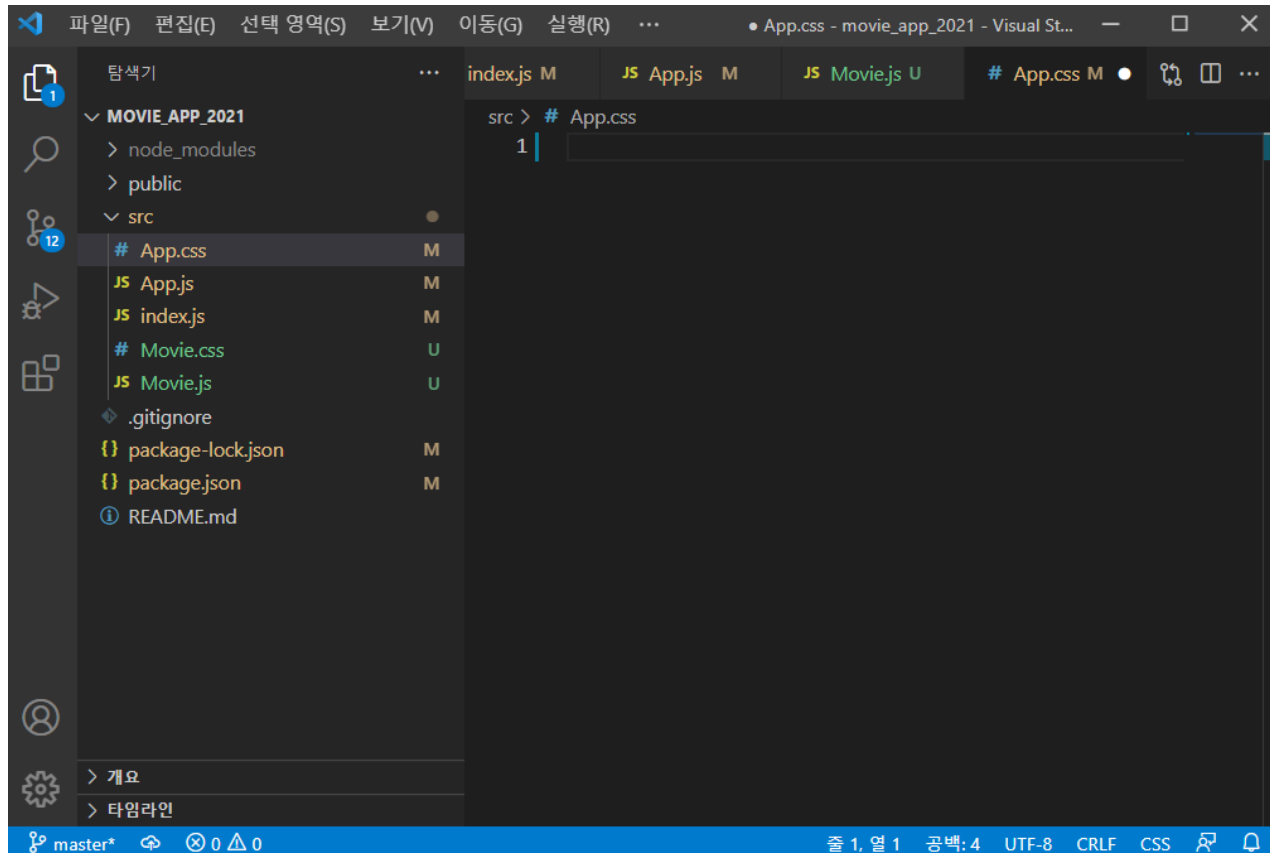 파일(F) 편집(E) 선택 영역(S) 보기(V) 이동(G) 실행(R) ··· ● App.css - movie_app_2021 - Visual St...
탐색기 ···
index.js M JS App.js M JS Movie.js U # App.css M ●
MOVIE_APP_2021
src > # App.css
1
> node_modules
> public
src
# App.css M
JS App.js M
JS index.js M
# Movie.css U
JS Movie.js U
.gitignore
{} package-lock.json M
{} package.json M
README.md
1
12
> 개요
> 타임라인
master* 0 0 줄 1, 열 1 공백: 4 UTF-8 CRLF CSS